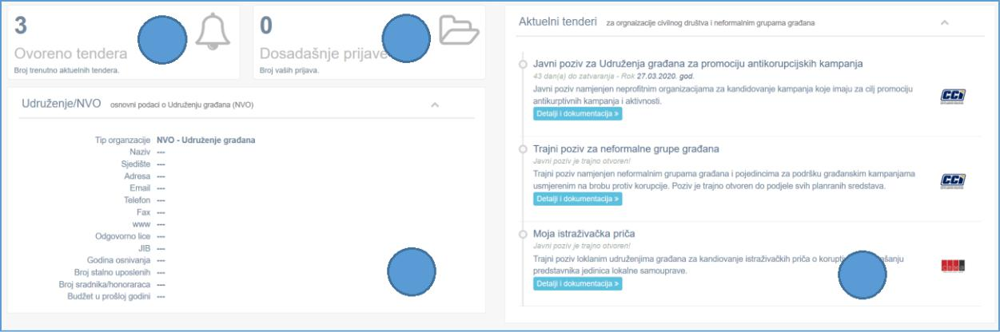 3
Ovoreno tendera
Broj trenutno aktuelnih tendera.
0
Dosadašnje prijave
Broj vaših prijava.
Udruženje/NVO osnovni podaci o Udruženju građana (NVO)
Tip organzacije NVO - Udruženje građana
Naziv ---
Sjedište ---
Adresa ---
Email ---
Telefon ---
Fax ---
www ---
Odgovorno lice ---
JIB ---
Godina osnivanja ---
Broj stalno uposlenih ---
Broj sradnika/honoraraca ---
Budžet u prošloj godini ---
Aktuelni tenderi za orgnaizacije civilnog društva i neformalnim grupama građana
Javni poziv za Udruženja građana za promociju antikorupcijskih kampanja
43 dan(a) do zatvaranja - Rok 27.03.2020. god.
Javni poziv namjenjen neprofitnim organizacijama za kandidovanje kampanja koje imaju za cilj promociju
antikurptivnih kampanja i aktivnosti.
Detalji i dokumentacija »
CCI
Trajni poziv za neformalne grupe građana
Javni poziv je trajno otvoren!
Trajni poziv namjenjen neformalnim grupama građana i pojedincima za podršku građanskim kampanjama
usmjerenim na brobu protiv korupcije. Poziv je trajno otvoren do podjele svih planranih sredstava.
Detalji i dokumentacija »
CCI
Moja istraživačka priča
Javni poziv je trajno otvoren!
Trajni poziv loklanim udruženjima građana za kandiovanje istraživačkih priča o
predstavnika jedinica lokalne samouprave.
Detalji i dokumentacija »